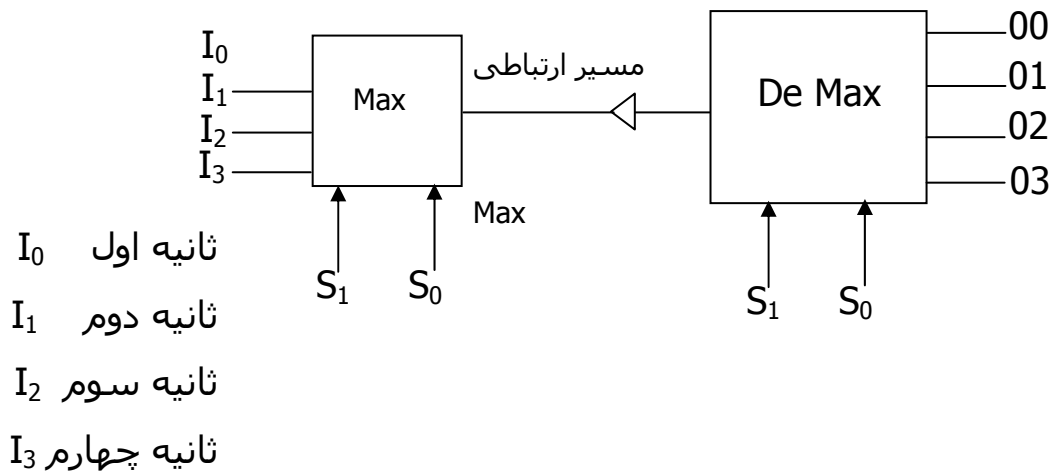 I₀
I₁
I₂
I₃
Max
مسیر ارتباطی
De Max
00
01
02
03
Max
S₁ S₀
S₁ S₀
ثانیه اول I₀
ثانیه دوم I₁
ثانیه سوم I₂
ثانیه چهارم I₃